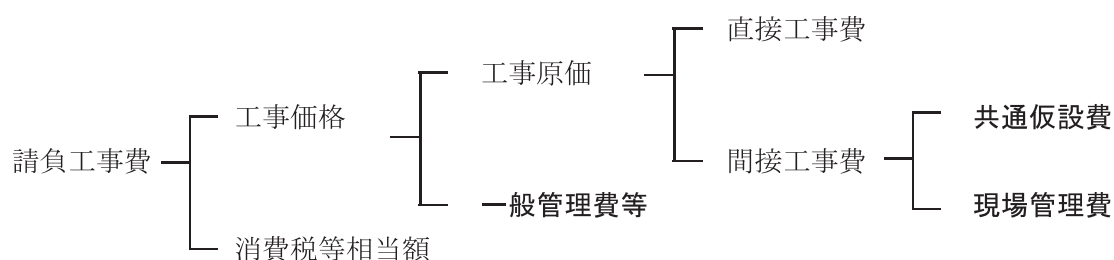 直接工事費
工事原価
工事価格
共通仮設費
請負工事費
間接工事費
一般管理費等
現場管理費
消費税等相当額